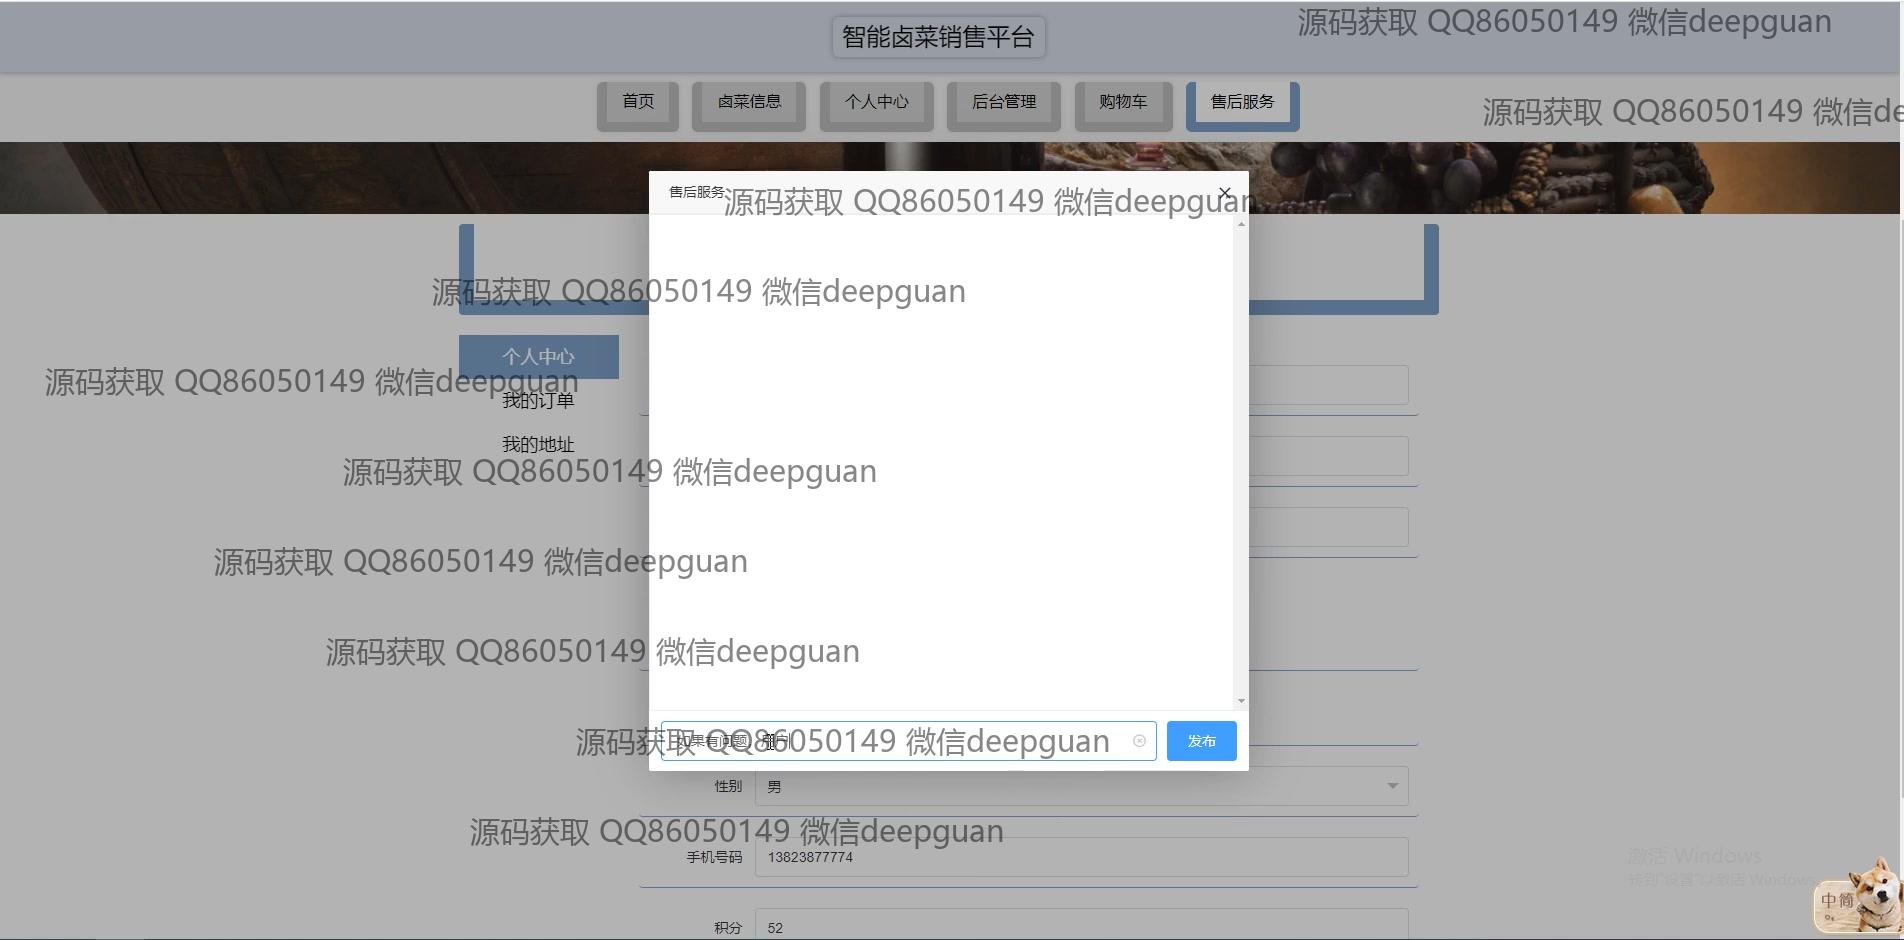 智能卤菜销售平台
源码获取 QQ86050149 微信deepguan
首页
卤菜信息
个人中心
后台管理
购物车
售后服务
源码获取 QQ86050149 微信de
售后服务
源码获取 QQ86050149 微信deepguan
源码获取 QQ86050149 微信deepguan
个人中心
源码获取 QQ86050149 微信deepguan
我的订单
我的地址
源码获取 QQ86050149 微信deepguan
源码获取 QQ86050149 微信deepguan
源码获取 QQ86050149 微信deepguan
源码获取 QQ86050149 微信deepguan
如果有问题
发布
性别
男
源码获取 QQ86050149 微信deepguan
手机号码
13823877774
激活 Windows
转到"设置"以激活 Windows
中简
积分
52